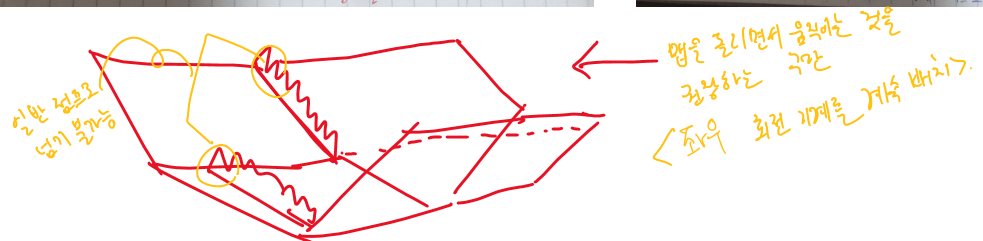 일반 점프로
넘기 불가능
맵을 돌리면서 움직이는 것을
권장하는 구간
<좌우 회전 기계를 계속 배치>